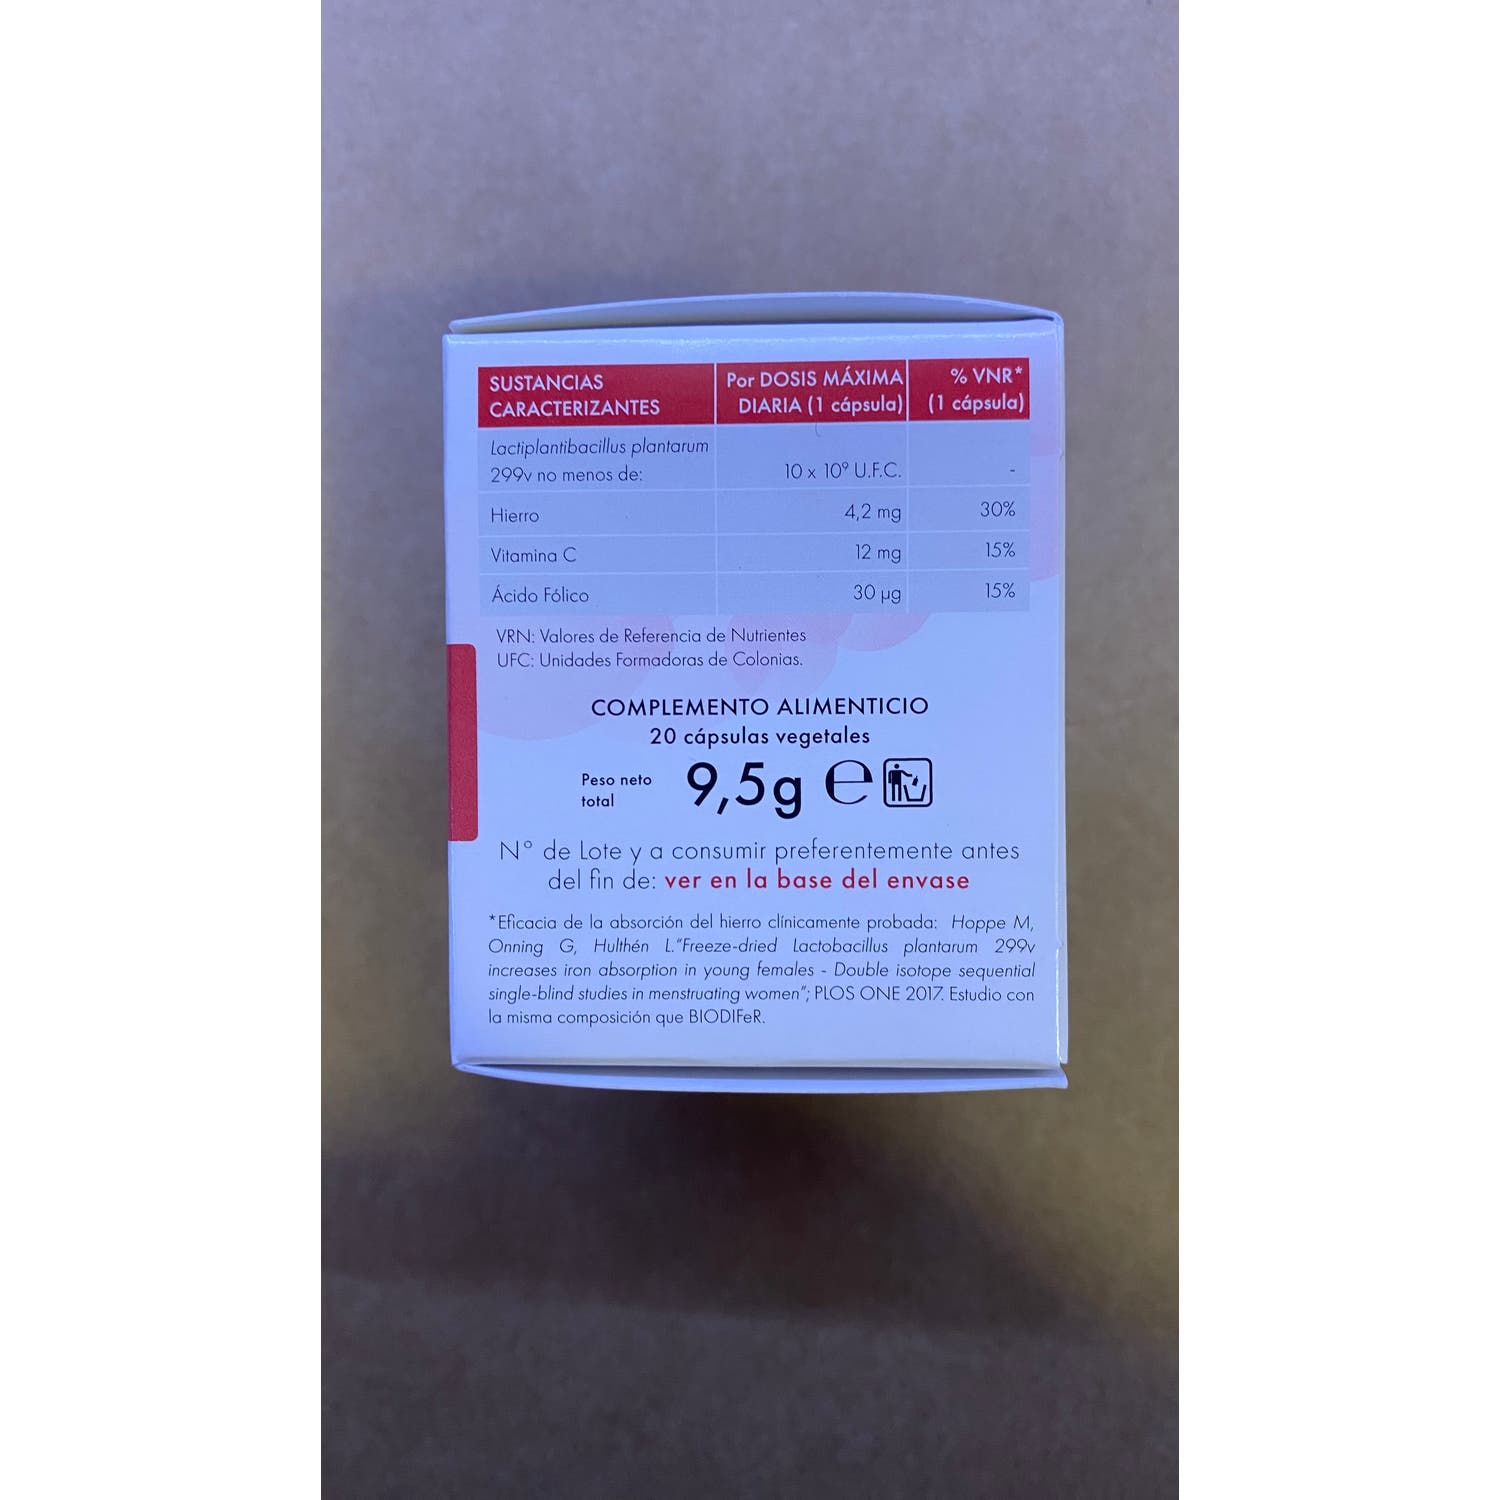 SUSTANCIAS CARACTERIZANTES Por DOSIS MÁXIMA DIARIA (1 cápsula) % VNR* (1 cápsula)
Lactiplantibacillus plantarum
299v no menos de: 10 x 10⁹ U.F.C. -
Hierro 4,2 mg 30%
Vitamina C 12 mg 15%
Ácido Fólico 30 µg 15%
VRN: Valores de Referencia de Nutrientes
UFC: Unidades Formadoras de Colonias.
COMPLEMENTO ALIMENTICIO
20 cápsulas vegetales
Peso neto total 9,5g ℮
N° de Lote y a consumir preferentemente antes
del fin de: ver en la base del envase
*Eficacia de la absorción del hierro clínicamente probada: Hoppe M,
Onning G, Hulthén L."Freeze-dried Lactobacillus plantarum 299v
increases iron absorption in young females - Double isotope sequential
single-blind studies in menstruating women"; PLOS ONE 2017. Estudio con
la misma composición que BIODIFeR.